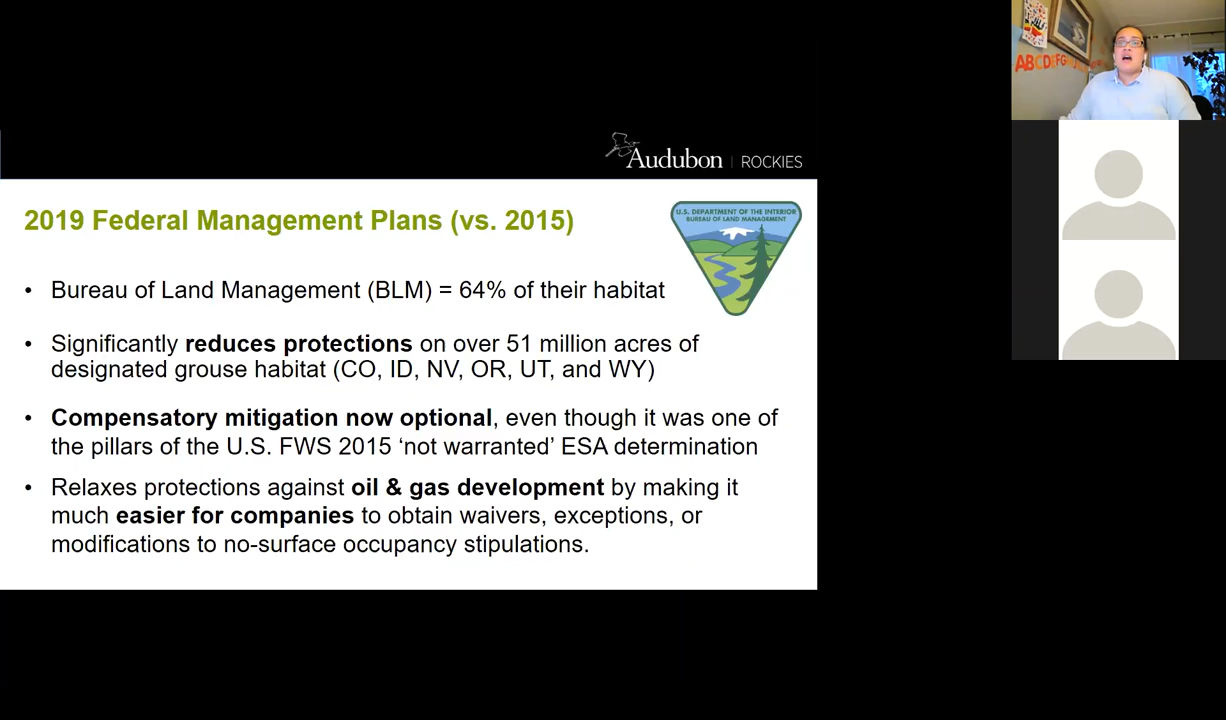 Audubon | ROCKIES
2019 Federal Management Plans (vs. 2015)
U.S. DEPARTMENT OF THE INTERIOR
BUREAU OF LAND MANAGEMENT
• Bureau of Land Management (BLM) = 64% of their habitat
• Significantly reduces protections on over 51 million acres of
designated grouse habitat (CO, ID, NV, OR, UT, and WY)
• Compensatory mitigation now optional, even though it was one of
the pillars of the U.S. FWS 2015 ‘not warranted’ ESA determination
• Relaxes protections against oil & gas development by making it
much easier for companies to obtain waivers, exceptions, or
modifications to no-surface occupancy stipulations.
ABCDEFG